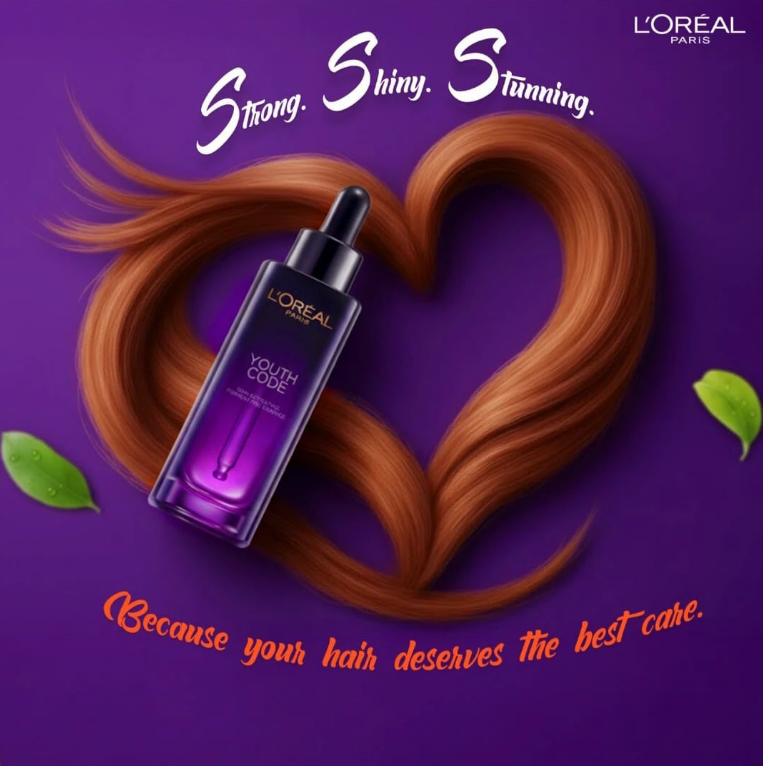 L'ORÉAL
PARIS
Strong. Shiny. Stunning.
L'ORÉAL
PARIS
YOUTH
CODE
Because your hair deserves the best care.